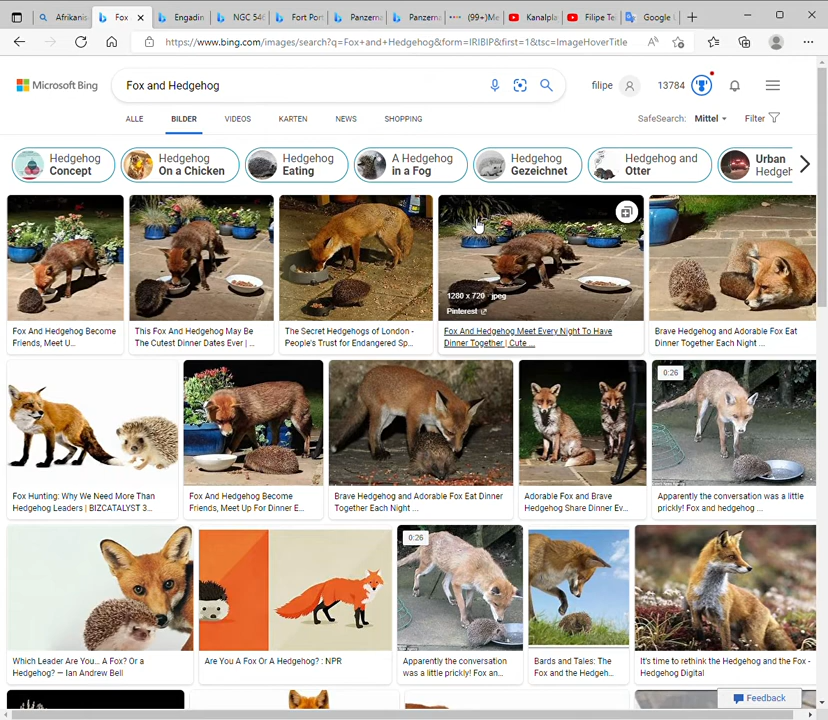 Afrikanis
Fox
Engadin
NGC 546
Fort Port
Panzerna
Panzerna
(99+)Me
Kanalpla
Filipe Te
Google l
https://www.bing.com/images/search?q=Fox+and+Hedgehog&form=IRIBIP&first=1&tsc=ImageHoverTitle
Microsoft Bing
Fox and Hedgehog
filipe
13784
ALLE
BILDER
VIDEOS
KARTEN
NEWS
SHOPPING
SafeSearch: Mittel
Filter
Hedgehog
Concept
Hedgehog
On a Chicken
Hedgehog
Eating
A Hedgehog
in a Fog
Hedgehog
Gezeichnet
Hedgehog and
Otter
Urban
Hedgeh
1280 x 720 · jpeg
Pinterest
Fox And Hedgehog Become
Friends, Meet U...
This Fox And Hedgehog May Be
The Cutest Dinner Dates Ever | ...
The Secret Hedgehogs of London -
People's Trust for Endangered Sp...
Fox And Hedgehog Meet Every Night To Have
Dinner Together | Cute ...
Brave Hedgehog and Adorable Fox Eat
Dinner Together Each Night ...
0:26
Fox Hunting: Why We Need More Than
Hedgehog Leaders | BIZCATALYST 3...
Fox And Hedgehog Become
Friends, Meet Up For Dinner E...
Brave Hedgehog and Adorable Fox Eat Dinner
Together Each Night ...
Adorable Fox and Brave
Hedgehog Share Dinner Ev...
Apparently the conversation was a little
prickly! Fox and hedgehog ...
0:26
Which Leader Are You... A Fox? Or a
Hedgehog? — Ian Andrew Bell
Are You A Fox Or A Hedgehog? : NPR
Apparently the conversation
was a little prickly! Fox an...
Bards and Tales: The
Fox and the Hedgeh...
It's time to rethink the Hedgehog and the Fox -
Hedgehog Digital
Feedback